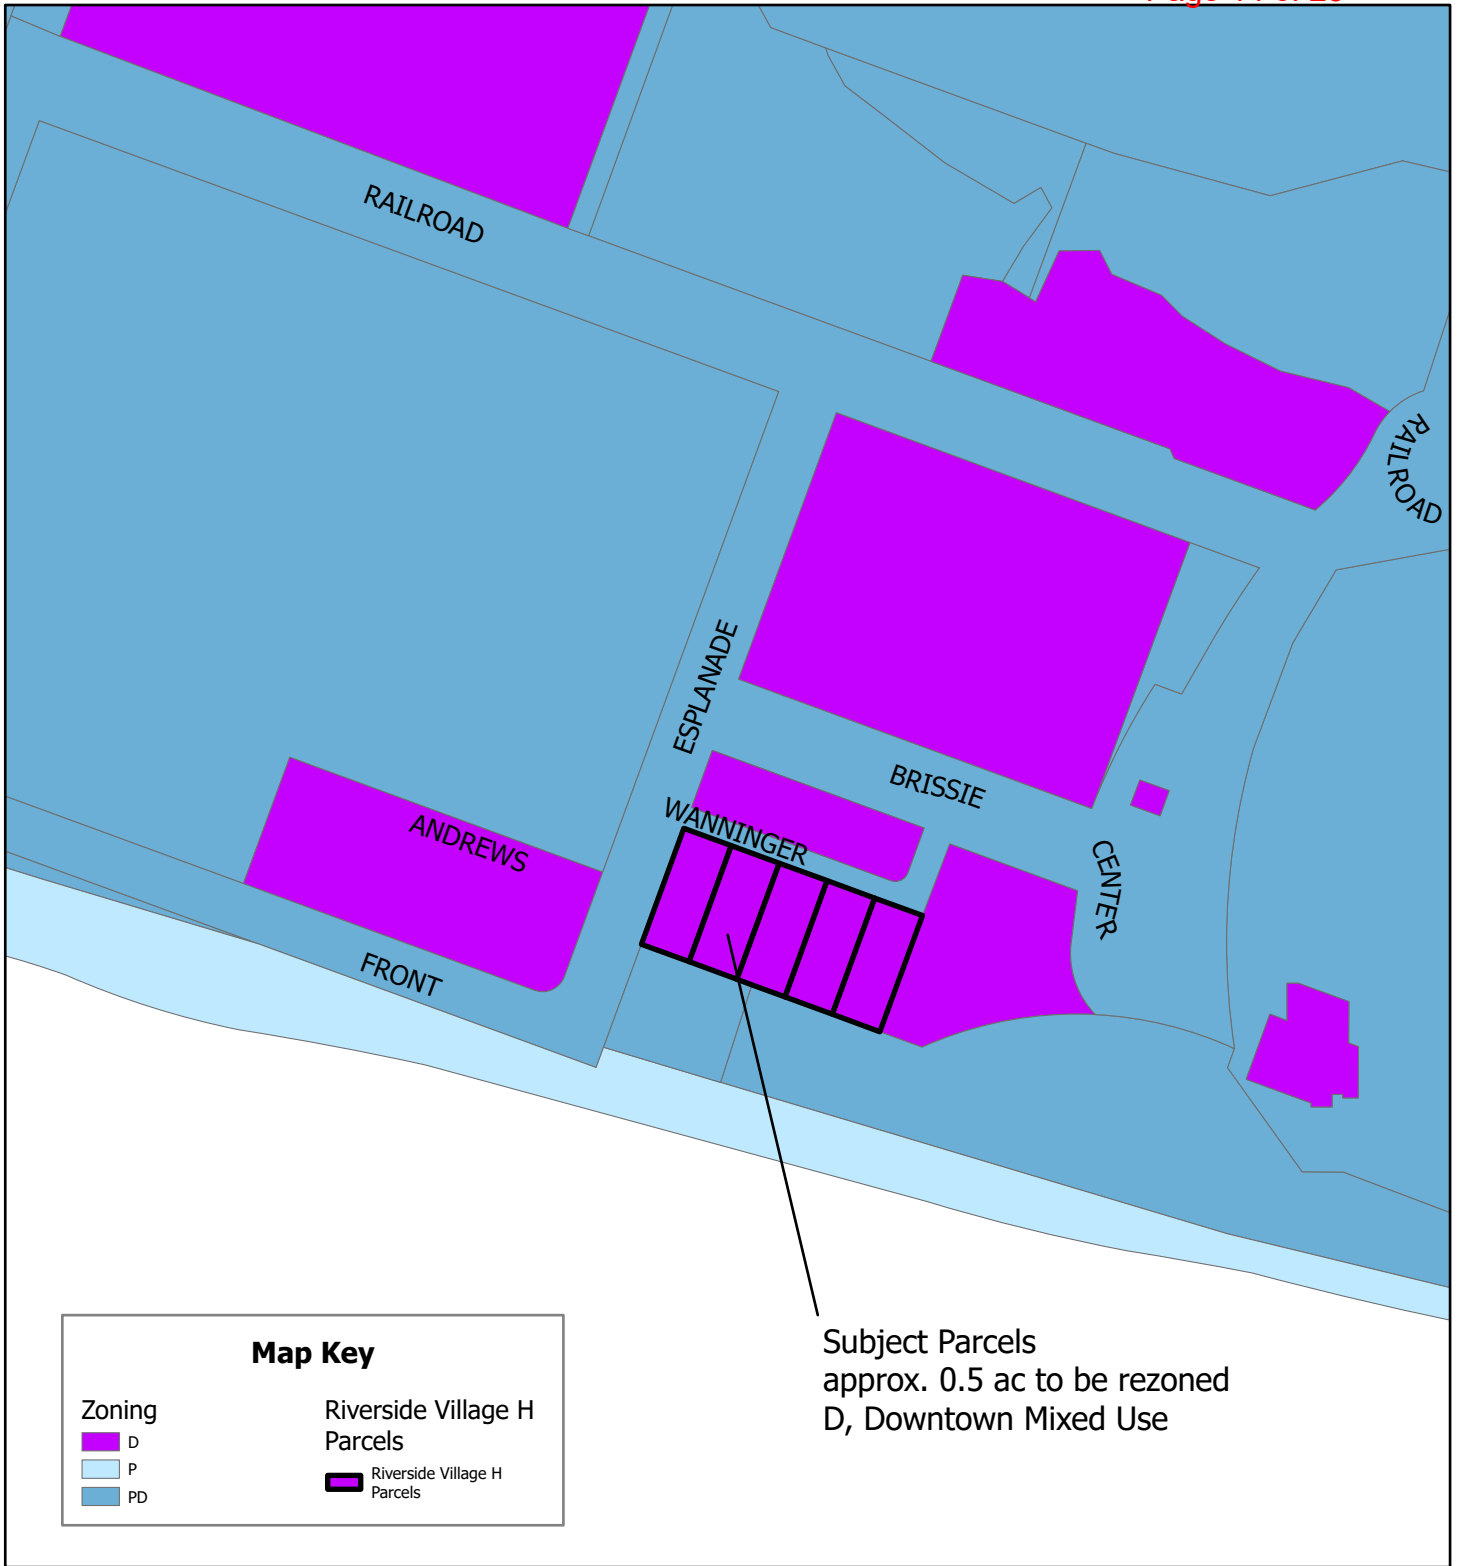 RAILROAD
RAILROAD
ESPLANADE
BRISSIE
WANNINGER
ANDREWS
CENTER
FRONT
Subject Parcels
approx. 0.5 ac to be rezoned
D, Downtown Mixed Use
Map Key
Zoning
D
P
PD
Riverside Village H
Parcels
Riverside Village H
Parcels